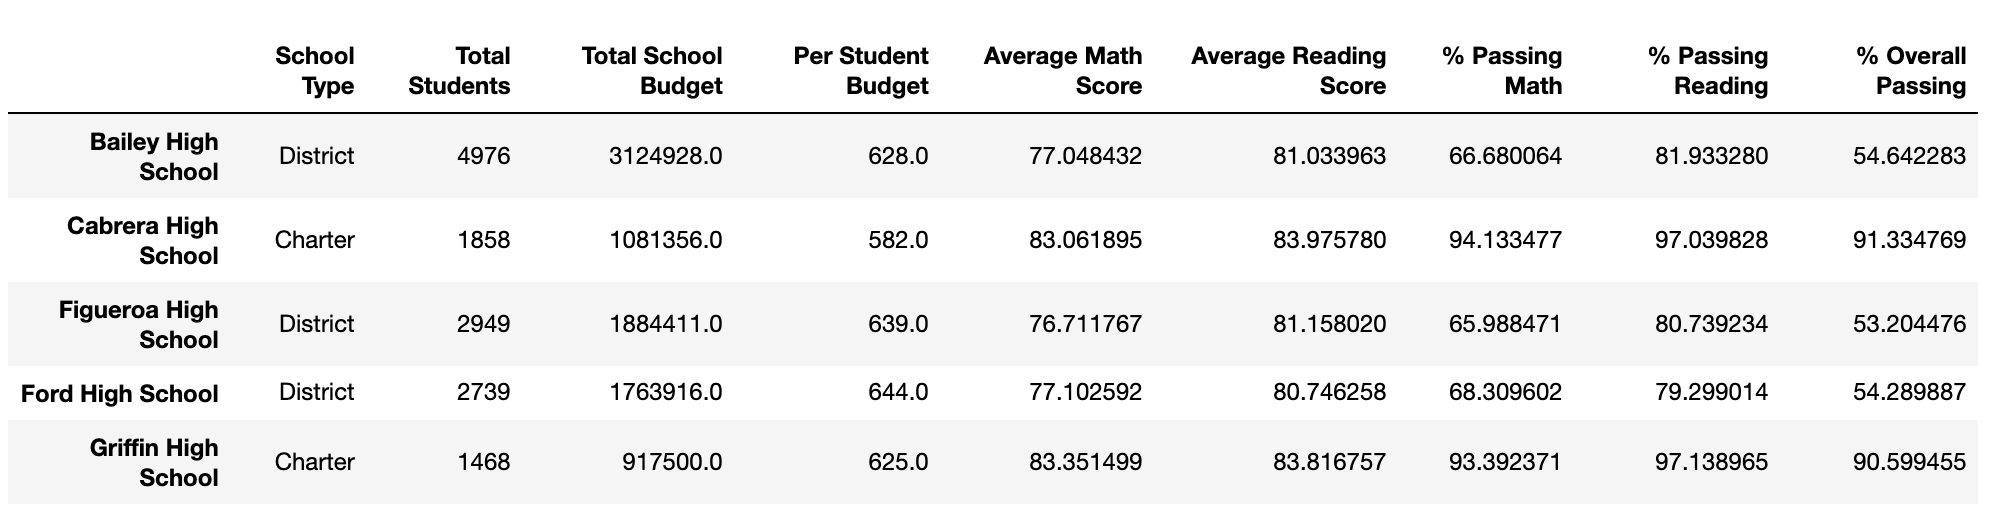 School Type Total Students Total School Budget Per Student Budget Average Math Score Average Reading Score % Passing Math % Passing Reading % Overall Passing
Bailey High School District 4976 3124928.0 628.0 77.048432 81.033963 66.680064 81.933280 54.642283
Cabrera High School Charter 1858 1081356.0 582.0 83.061895 83.975780 94.133477 97.039828 91.334769
Figueroa High School District 2949 1884411.0 639.0 76.711767 81.158020 65.988471 80.739234 53.204476
Ford High School District 2739 1763916.0 644.0 77.102592 80.746258 68.309602 79.299014 54.289887
Griffin High School Charter 1468 917500.0 625.0 83.351499 83.816757 93.392371 97.138965 90.599455